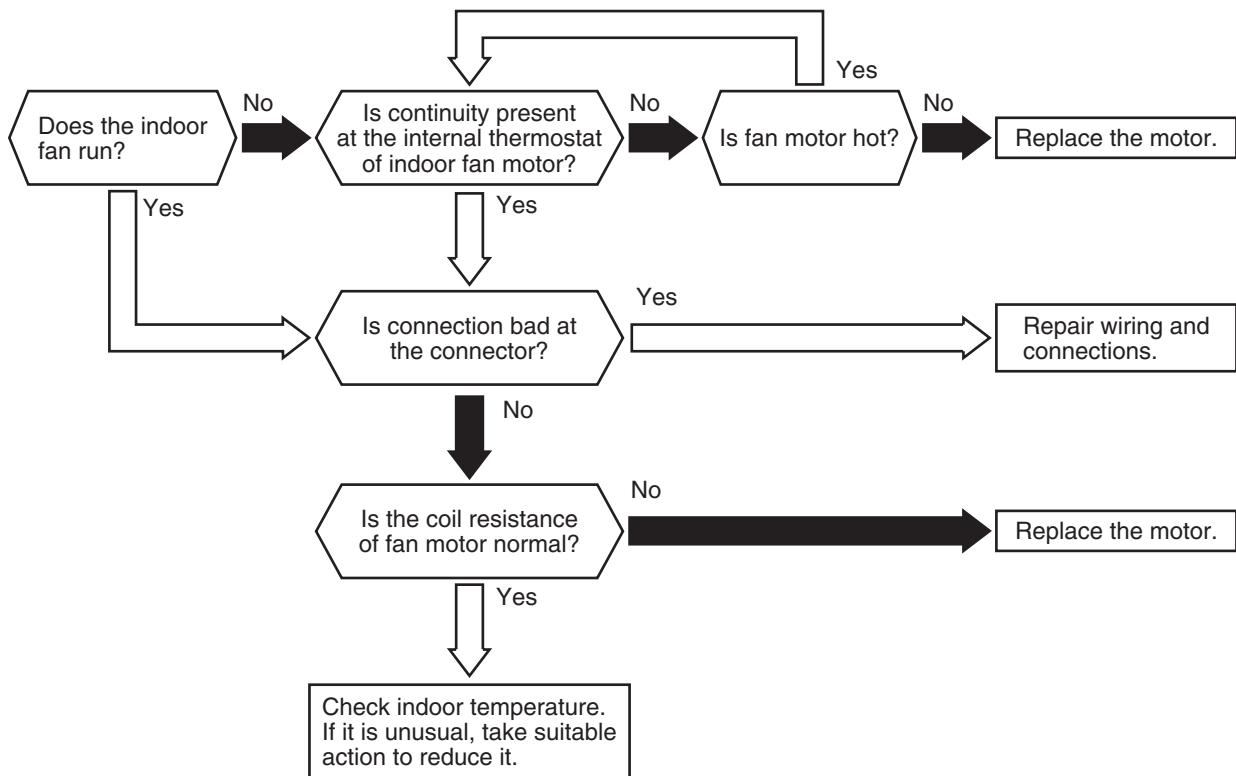 Yes
No
No
No
Does the indoor
fan run?
Is continuity present
at the internal thermostat
of indoor fan motor?
Is fan motor hot?
Replace the motor.
Yes
Yes
Yes
Is connection bad at
the connector?
Repair wiring and
connections.
No
No
Is the coil resistance
of fan motor normal?
Replace the motor.
Yes
Check indoor temperature.
If it is unusual, take suitable
action to reduce it.